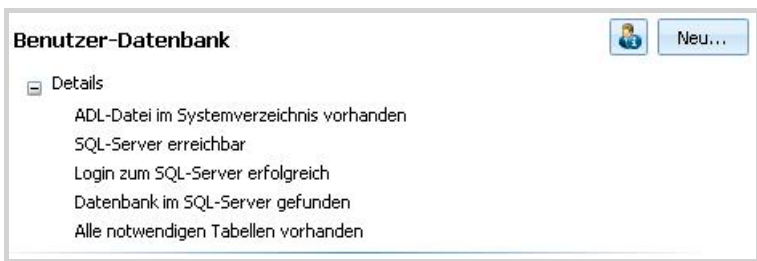 Benutzer-Datenbank
Neu...
Details
ADL-Datei im Systemverzeichnis vorhanden
SQL-Server erreichbar
Login zum SQL-Server erfolgreich
Datenbank im SQL-Server gefunden
Alle notwendigen Tabellen vorhanden